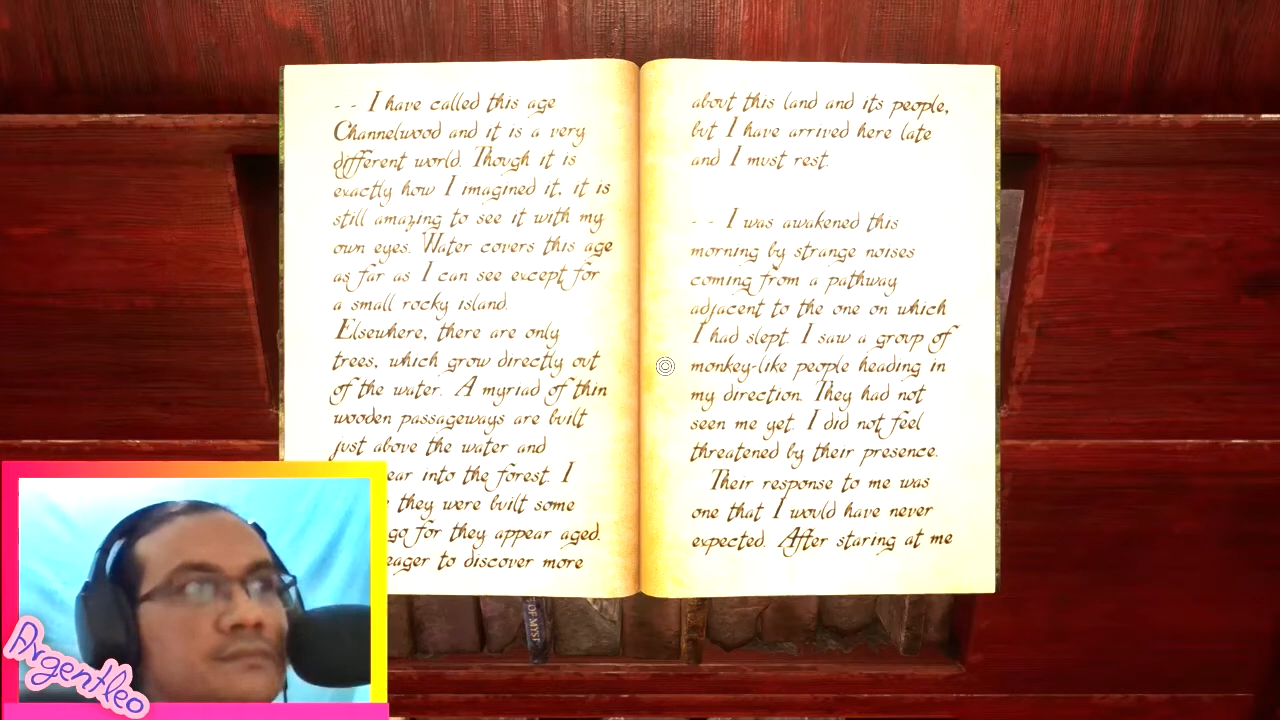 - - I have called this age
Channelwood and it is a very
different world. Though it is
exactly how I imagined it, it is
still amazing to see it with my
own eyes. Water covers this age
as far as I can see except for
a small rocky island.
Elsewhere, there are only
trees, which grow directly out
of the water. A myriad of thin
wooden passageways are built
just above the water and
ear into the forest. I
they were built some
go for they appear aged.
eager to discover more
about this land and its people,
but I have arrived here late
and I must rest.
- - I was awakened this
morning by strange noises
coming from a pathway
adjacent to the one on which
I had slept. I saw a group of
monkey-like people heading in
my direction. They had not
seen me yet. I did not feel
threatened by their presence.
Their response to me was
one that I would have never
expected. After staring at me
OF MYST
Argentleo